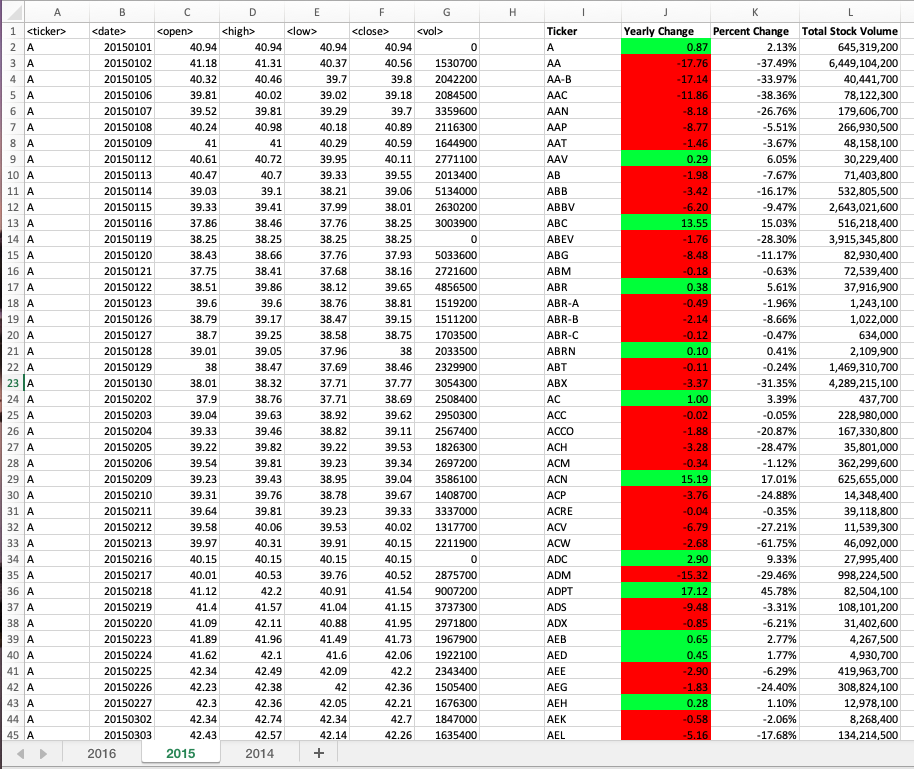 A B C D E F G H I J K L
1 <ticker> <date> <open> <high> <low> <close> <vol> Ticker Yearly Change Percent Change Total Stock Volume
2 A 20150101 40.94 40.94 40.94 40.94 0 A 0.87 2.13% 645,319,200
3 A 20150102 41.18 41.31 40.37 40.56 1530700 AA -17.76 -37.49% 6,449,104,200
4 A 20150105 40.32 40.46 39.7 39.8 2042200 AA-B -17.14 -33.97% 40,441,700
5 A 20150106 39.81 40.02 39.02 39.18 2084500 AAC -11.86 -38.36% 78,122,300
6 A 20150107 39.52 39.81 39.29 39.7 3359600 AAN -8.18 -26.76% 179,606,700
7 A 20150108 40.24 40.98 40.18 40.89 2116300 AAP -8.77 -5.51% 266,930,500
8 A 20150109 41 41 40.29 40.59 1644900 AAT -1.46 -3.67% 48,158,100
9 A 20150112 40.61 40.72 39.95 40.11 2771100 AAV 0.29 6.05% 30,229,400
10 A 20150113 40.47 40.7 39.33 39.55 2013400 AB -1.98 -7.67% 71,403,800
11 A 20150114 39.03 39.1 38.21 39.06 5134000 ABB -3.42 -16.17% 532,805,500
12 A 20150115 39.33 39.41 37.99 38.01 2630200 ABBV -6.20 -9.47% 2,643,021,600
13 A 20150116 37.86 38.46 37.76 38.25 3003900 ABC 13.55 15.03% 516,218,400
14 A 20150119 38.25 38.25 38.25 38.25 0 ABEV -1.76 -28.30% 3,915,345,800
15 A 20150120 38.43 38.66 37.76 37.93 5033600 ABG -8.48 -11.17% 82,930,400
16 A 20150121 37.75 38.41 37.68 38.16 2721600 ABM -0.18 -0.63% 72,539,400
17 A 20150122 38.51 39.86 38.12 39.65 4856500 ABR 0.38 5.61% 37,916,900
18 A 20150123 39.6 39.6 38.76 38.81 1519200 ABR-A -0.49 -1.96% 1,243,100
19 A 20150126 38.79 39.17 38.47 39.15 1511200 ABR-B -2.14 -8.66% 1,022,000
20 A 20150127 38.7 39.25 38.58 38.75 1703500 ABR-C -0.12 -0.47% 634,000
21 A 20150128 39.01 39.05 37.96 38 2033500 ABRN 0.10 0.41% 2,109,900
22 A 20150129 38 38.47 37.69 38.46 2329900 ABT -0.11 -0.24% 1,469,310,700
23 A 20150130 38.01 38.32 37.71 37.77 3054300 ABX -3.37 -31.35% 4,289,215,100
24 A 20150202 37.9 38.76 37.71 38.69 2508400 AC 1.00 3.39% 437,700
25 A 20150203 39.04 39.63 38.92 39.62 2950300 ACC -0.02 -0.05% 228,980,000
26 A 20150204 39.33 39.46 38.82 39.11 2567400 ACCO -1.88 -20.87% 167,330,800
27 A 20150205 39.22 39.82 39.22 39.53 1826300 ACH -3.28 -28.47% 35,801,000
28 A 20150206 39.54 39.81 39.23 39.34 2697200 ACM -0.34 -1.12% 362,299,600
29 A 20150209 39.23 39.43 38.95 39.04 3586100 ACN 15.19 17.01% 625,655,000
30 A 20150210 39.31 39.76 38.78 39.67 1408700 ACP -3.76 -24.88% 14,348,400
31 A 20150211 39.64 39.81 39.23 39.33 3337000 ACRE -0.04 -0.35% 39,118,800
32 A 20150212 39.58 40.06 39.53 40.02 1317700 ACV -6.79 -27.21% 11,539,300
33 A 20150213 39.97 40.31 39.91 40.15 2211900 ACW -2.68 -61.75% 46,092,000
34 A 20150216 40.15 40.15 40.15 40.15 0 ADC 2.90 9.33% 27,995,400
35 A 20150217 40.01 40.53 39.76 40.52 2875700 ADM -15.32 -29.46% 998,224,500
36 A 20150218 41.12 42.2 40.91 41.54 9007200 ADPT 17.12 45.78% 82,504,100
37 A 20150219 41.4 41.57 41.04 41.15 3737300 ADS -9.48 -3.31% 108,101,200
38 A 20150220 41.09 42.11 40.88 41.95 2971800 ADX -0.85 -6.21% 31,402,600
39 A 20150223 41.89 41.96 41.49 41.73 1967900 AEB 0.65 2.77% 4,267,500
40 A 20150224 41.62 42.1 41.6 42.06 1922100 AED 0.45 1.77% 4,930,700
41 A 20150225 42.34 42.49 42.09 42.2 2343400 AEE -2.90 -6.29% 419,963,700
42 A 20150226 42.23 42.38 42 42.36 1505400 AEG -1.83 -24.40% 308,824,100
43 A 20150227 42.3 42.36 42.05 42.21 1676300 AEH 0.28 1.10% 12,978,100
44 A 20150302 42.34 42.74 42.34 42.7 1847000 AEK -0.58 -2.06% 8,268,400
45 A 20150303 42.43 42.57 42.14 42.26 1635400 AEL -5.16 -17.68% 134,214,500
2016 2015 2014 +